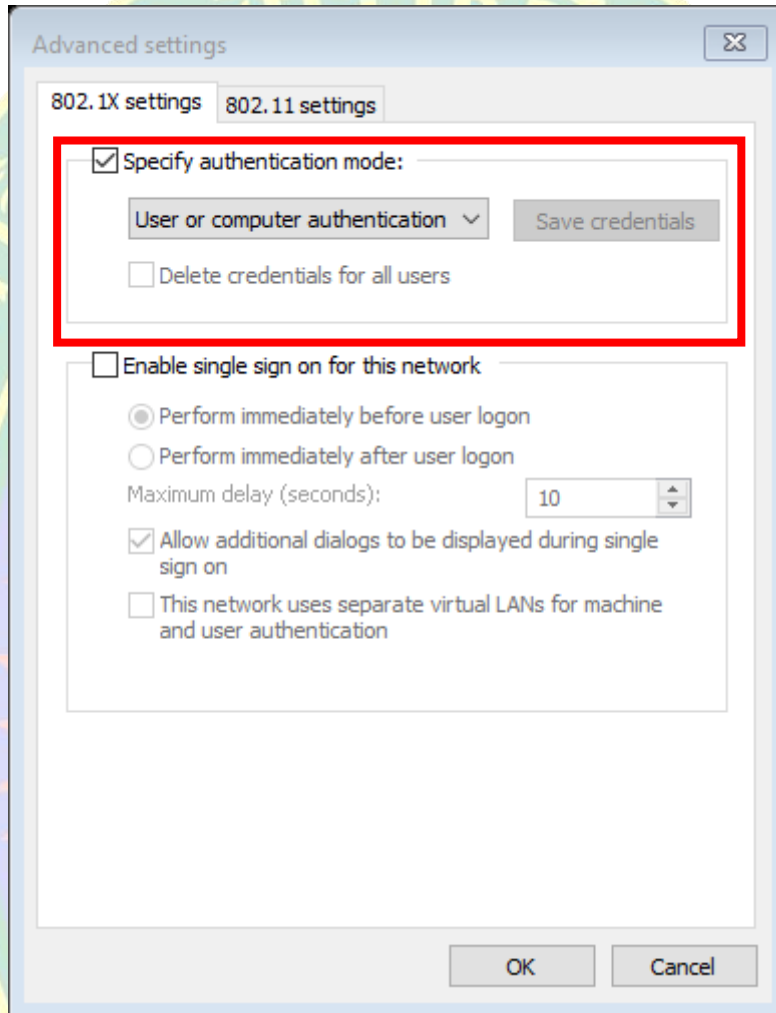 Advanced settings
802.1X settings
802.11 settings
Specify authentication mode:
User or computer authentication
Save credentials
Delete credentials for all users
Enable single sign on for this network
Perform immediately before user logon
Perform immediately after user logon
Maximum delay (seconds):
10
Allow additional dialogs to be displayed during single
sign on
This network uses separate virtual LANs for machine
and user authentication
OK
Cancel